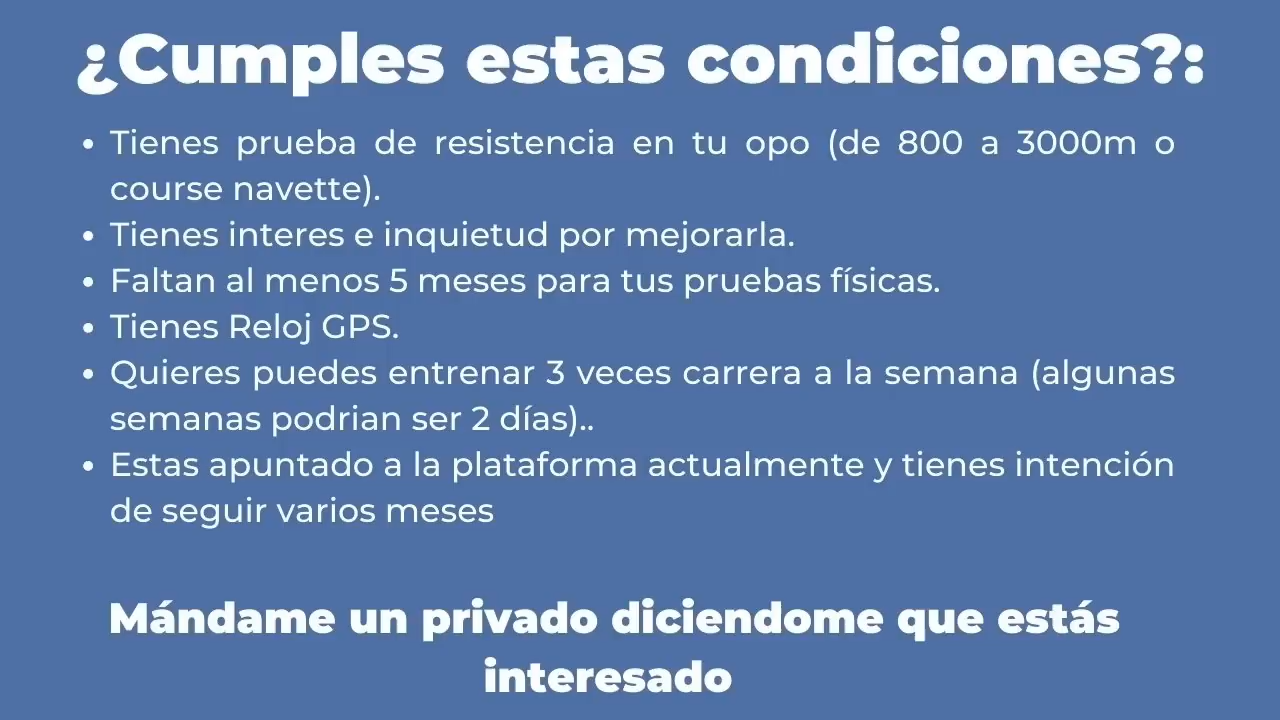 ¿Cumples estas condiciones?:
• Tienes prueba de resistencia en tu opo (de 800 a 3000m o
course navette).
• Tienes interes e inquietud por mejorarla.
• Faltan al menos 5 meses para tus pruebas físicas.
• Tienes Reloj GPS.
• Quieres puedes entrenar 3 veces carrera a la semana (algunas
semanas podrian ser 2 días)..
• Estas apuntado a la plataforma actualmente y tienes intención
de seguir varios meses
Mándame un privado diciendome que estás
interesado